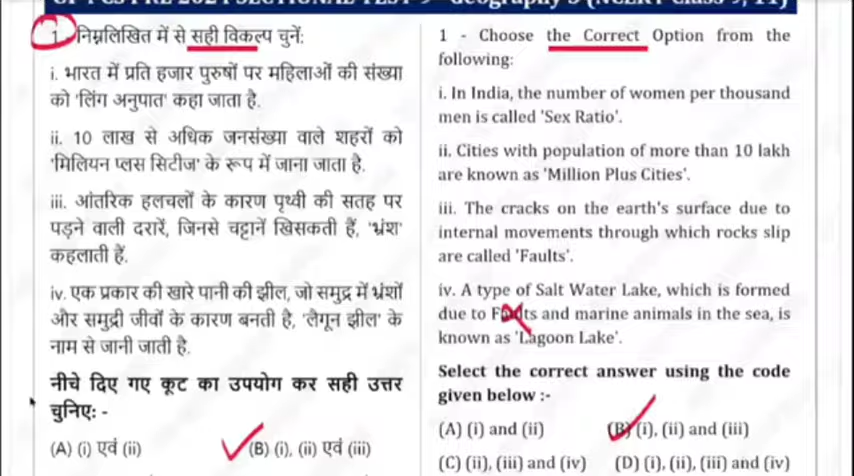 1 - निम्नलिखित में से सही विकल्प चुनें:
i. भारत में प्रति हजार पुरुषों पर महिलाओं की संख्या
को 'लिंग अनुपात' कहा जाता है.
ii. 10 लाख से अधिक जनसंख्या वाले शहरों को
'मिलियन प्लस सिटीज' के रूप में जाना जाता है.
iii. आंतरिक हलचलों के कारण पृथ्वी की सतह पर
पड़ने वाली दरारें, जिनसे चट्टानें खिसकती हैं, 'भ्रंश'
कहलाती हैं.
iv. एक प्रकार की खारे पानी की झील, जो समुद्र में भ्रंशों
और समुद्री जीवों के कारण बनती है, 'लैगून झील' के
नाम से जानी जाती है.
नीचे दिए गए कूट का उपयोग कर सही उत्तर
चुनिए: -
(A) (i) एवं (ii)
(B) (i), (ii) एवं (iii)
1 - Choose the Correct Option from the
following:
i. In India, the number of women per thousand
men is called 'Sex Ratio'.
ii. Cities with population of more than 10 lakh
are known as 'Million Plus Cities'.
iii. The cracks on the earth's surface due to
internal movements through which rocks slip
are called 'Faults'.
iv. A type of Salt Water Lake, which is formed
due to Faults and marine animals in the sea, is
known as 'Lagoon Lake'.
Select the correct answer using the code
given below :-
(A) (i) and (ii)
(B) (i), (ii) and (iii)
(C) (ii), (iii) and (iv)
(D) (i), (ii), (iii) and (iv)